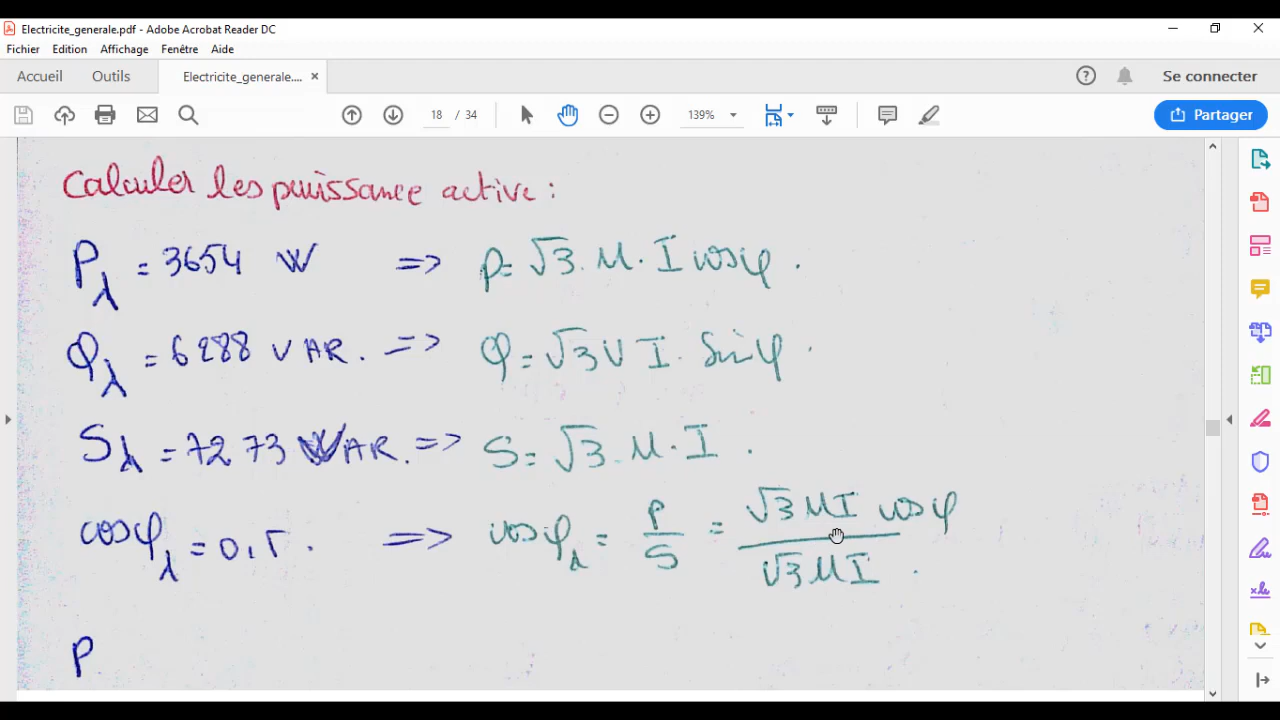 Electricite_generale.pdf - Adobe Acrobat Reader DC
Fichier Edition Affichage Fenêtre Aide
Accueil Outils Electricite_generale.... × Se connecter
18 / 34 139% Partager
Calculer les puissance active :
Pλ = 3654 W => P = √3 . U . I cosφ .
Qλ = 6288 VAR. => Q = √3 U I . Sinφ .
Sλ = 7273 VAR. => S = √3 . U . I .
cosφλ = 0,5 . => cosφλ = P/S = √3 U I cosφ / √3 U I .
P